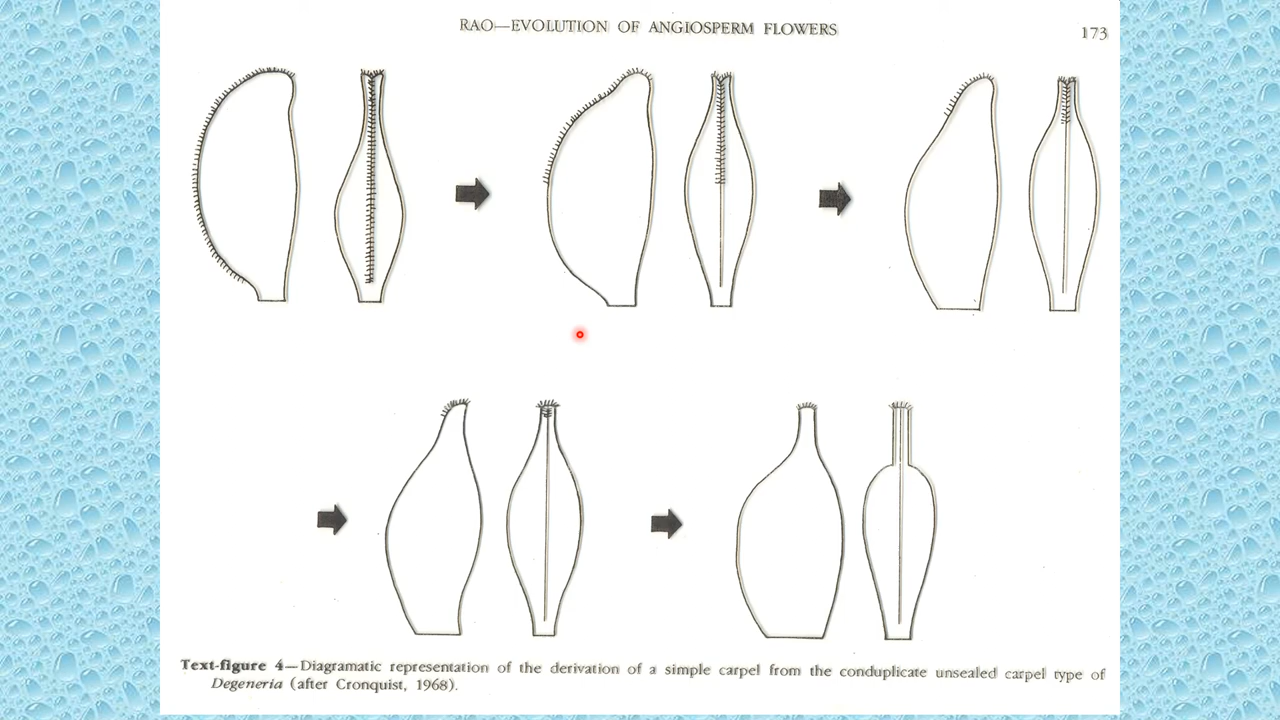 RAO—EVOLUTION OF ANGIOSPERM FLOWERS
173
Text-figure 4—Diagramatic representation of the derivation of a simple carpel from the conduplicate unsealed carpel type of
Degeneria (after Cronquist, 1968).